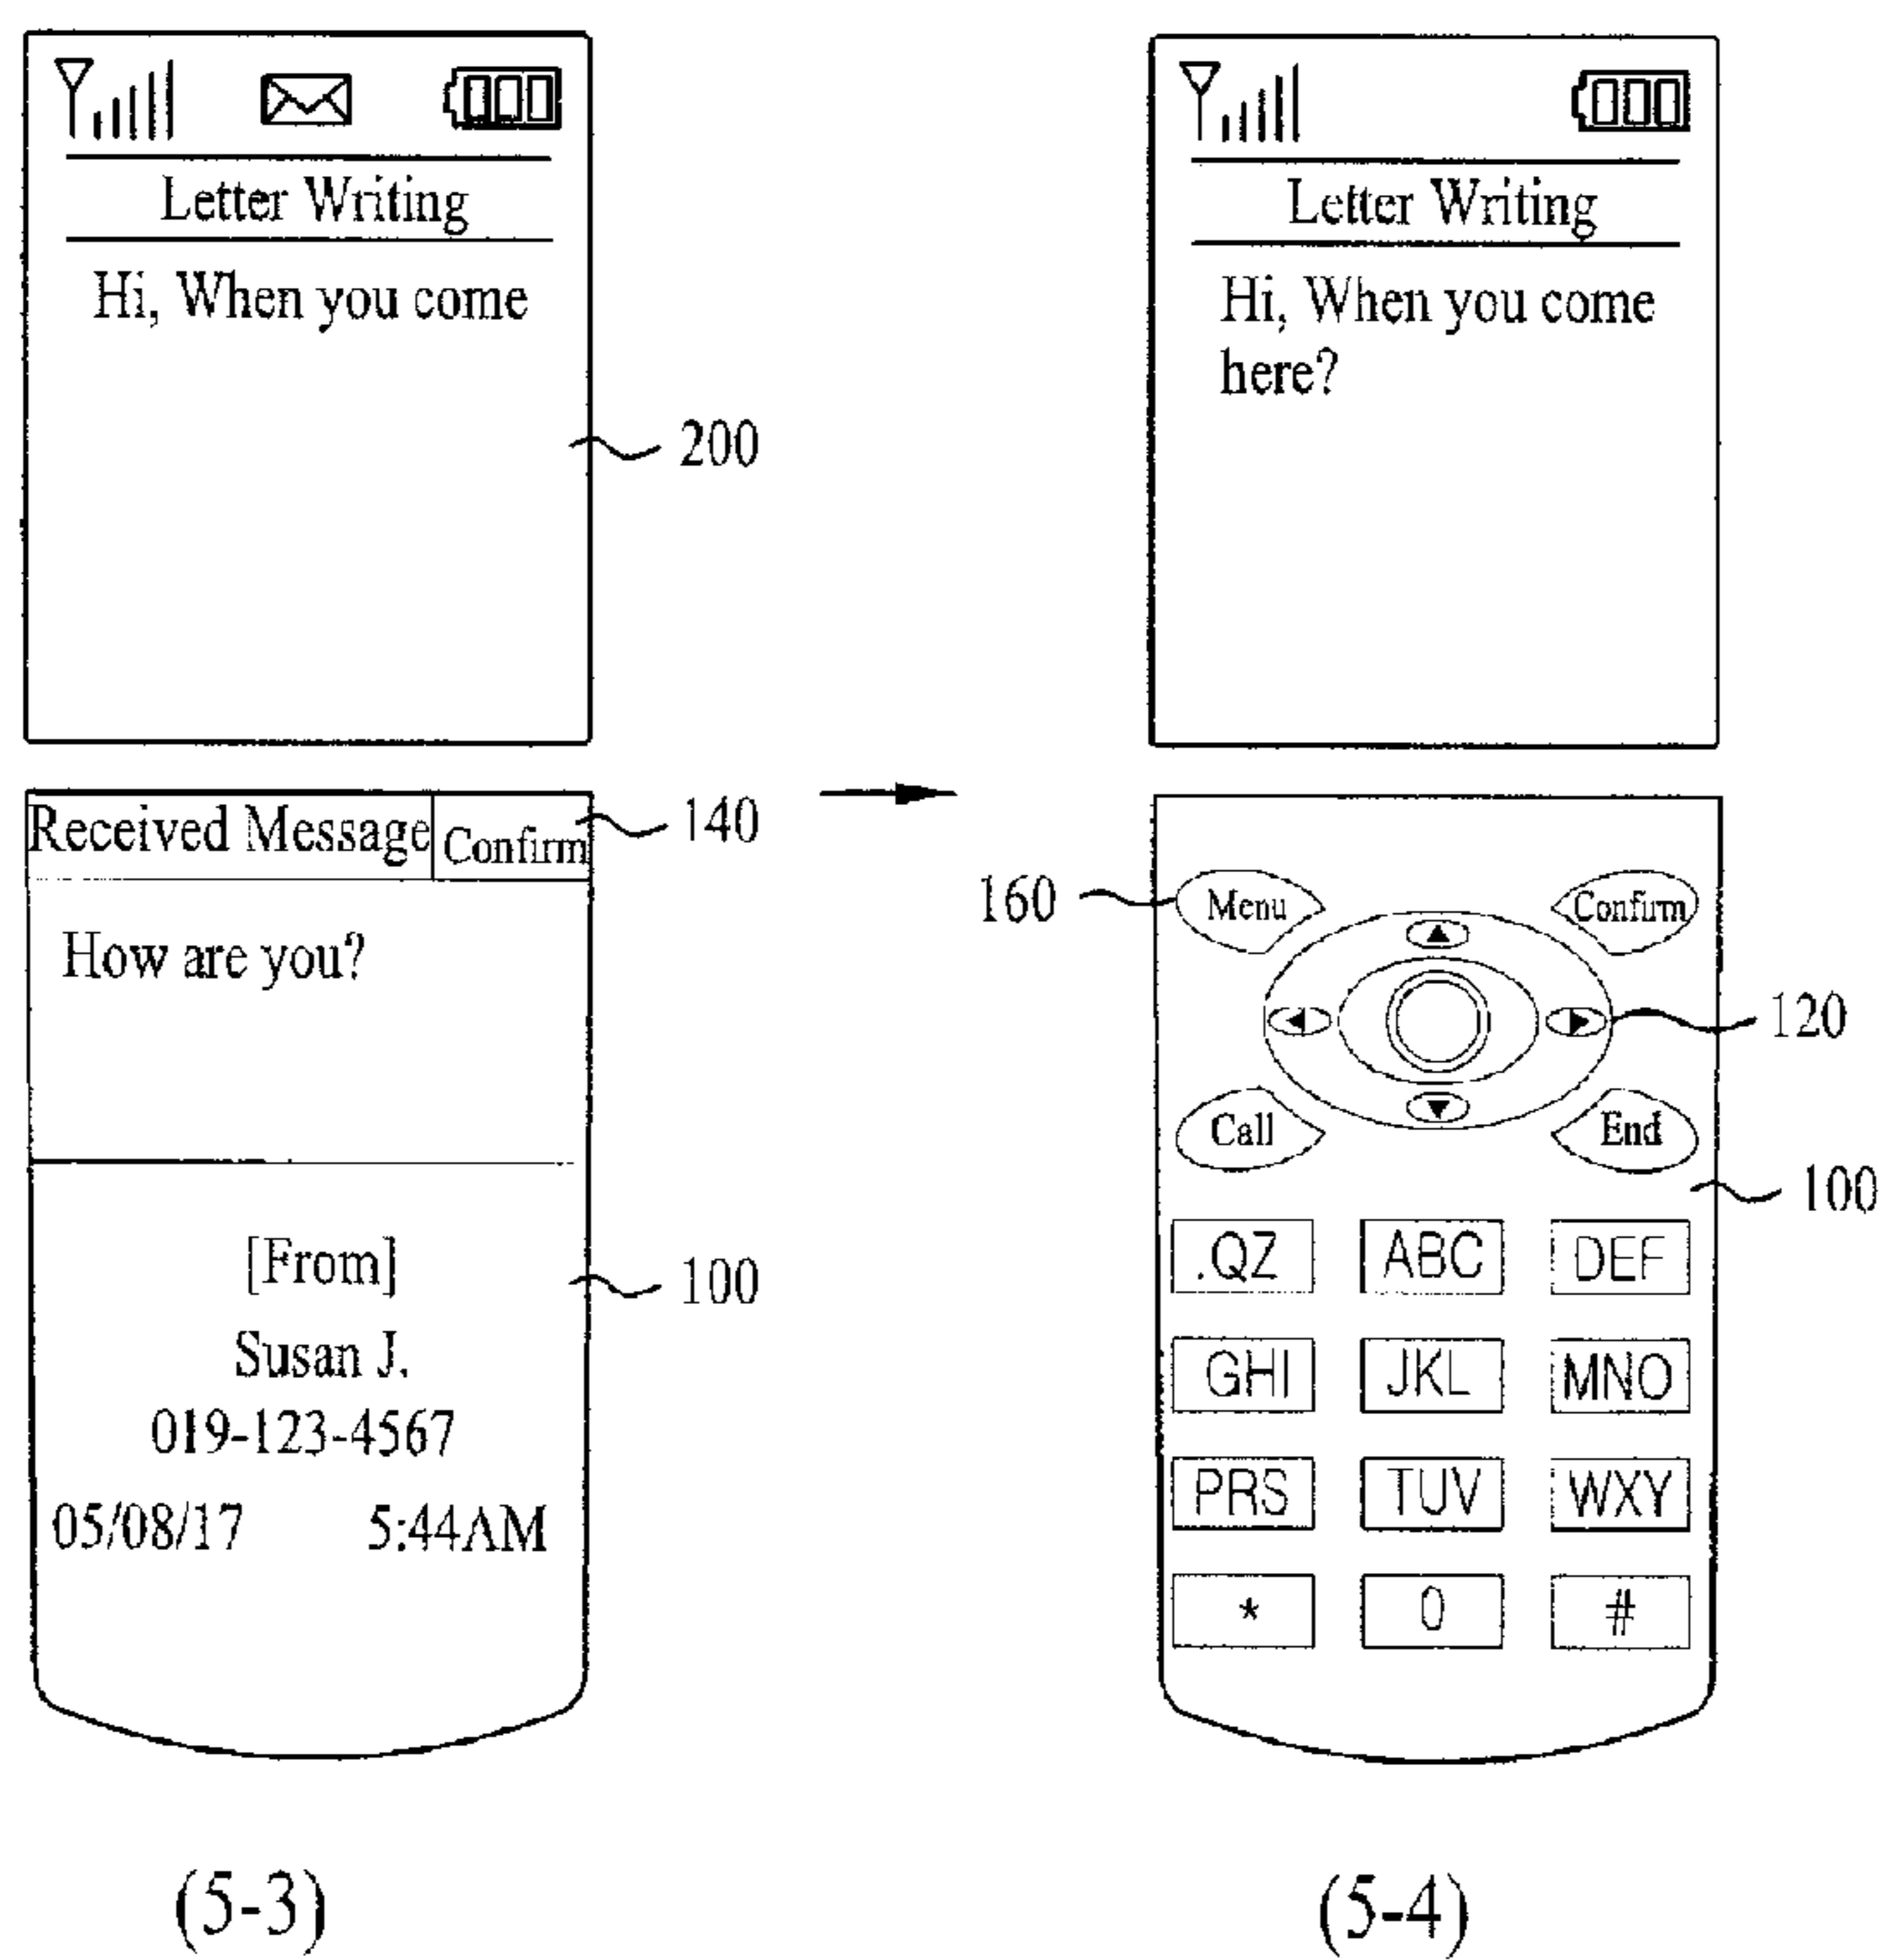 Letter Writing
Hi, When you come
200
Received Message Confirm
140
How are you?
[From]
100
Susan J.
019-123-4567
05/08/17 5:44AM
(5-3)
Letter Writing
Hi, When you come
here?
160
Menu Confirm
120
Call End
100
.QZ ABC DEF
GHI JKL MNO
PRS TUV WXY
* 0 #
(5-4)